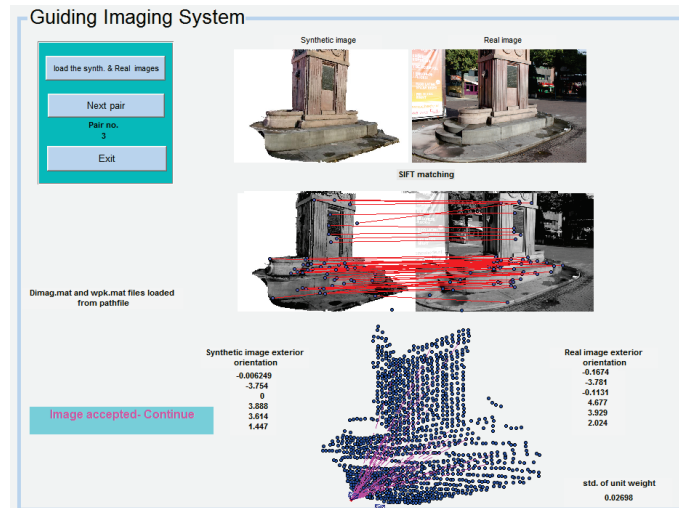 Guiding Imaging System
Synthetic image
Real image
load the synth. & Real images
Next pair
Pair no.
3
Exit
SIFT matching
Dimag.mat and wpk.mat files loaded
from pathfile
Synthetic image exterior
orientation
-0.006249
-3.754
0
3.888
3.614
1.447
Real image exterior
orientation
-0.1674
-3.781
-0.1131
4.677
3.929
2.024
Image accepted- Continue
std. of unit weight
0.02698